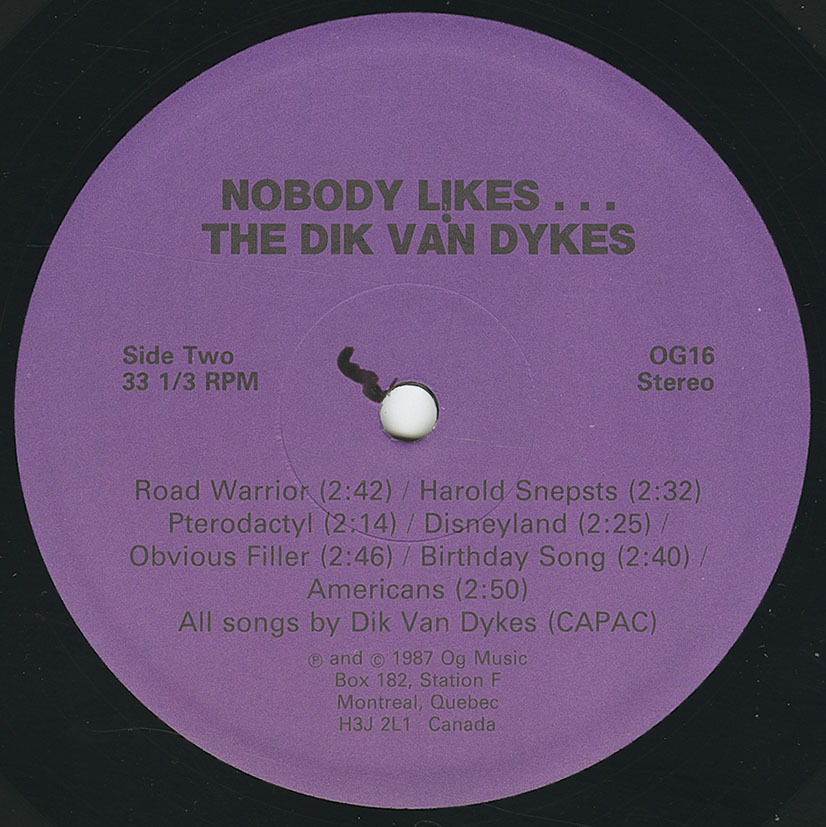 NOBODY LIKES . . .
THE DIK VAN DYKES
Side Two
33 1/3 RPM
OG16
Stereo
Road Warrior (2:42) / Harold Snepsts (2:32)
Pterodactyl (2:14) / Disneyland (2:25) /
Obvious Filler (2:46) / Birthday Song (2:40) /
Americans (2:50)
All songs by Dik Van Dykes (CAPAC)
℗ and © 1987 Og Music
Box 182, Station F
Montreal, Quebec
H3J 2L1 Canada